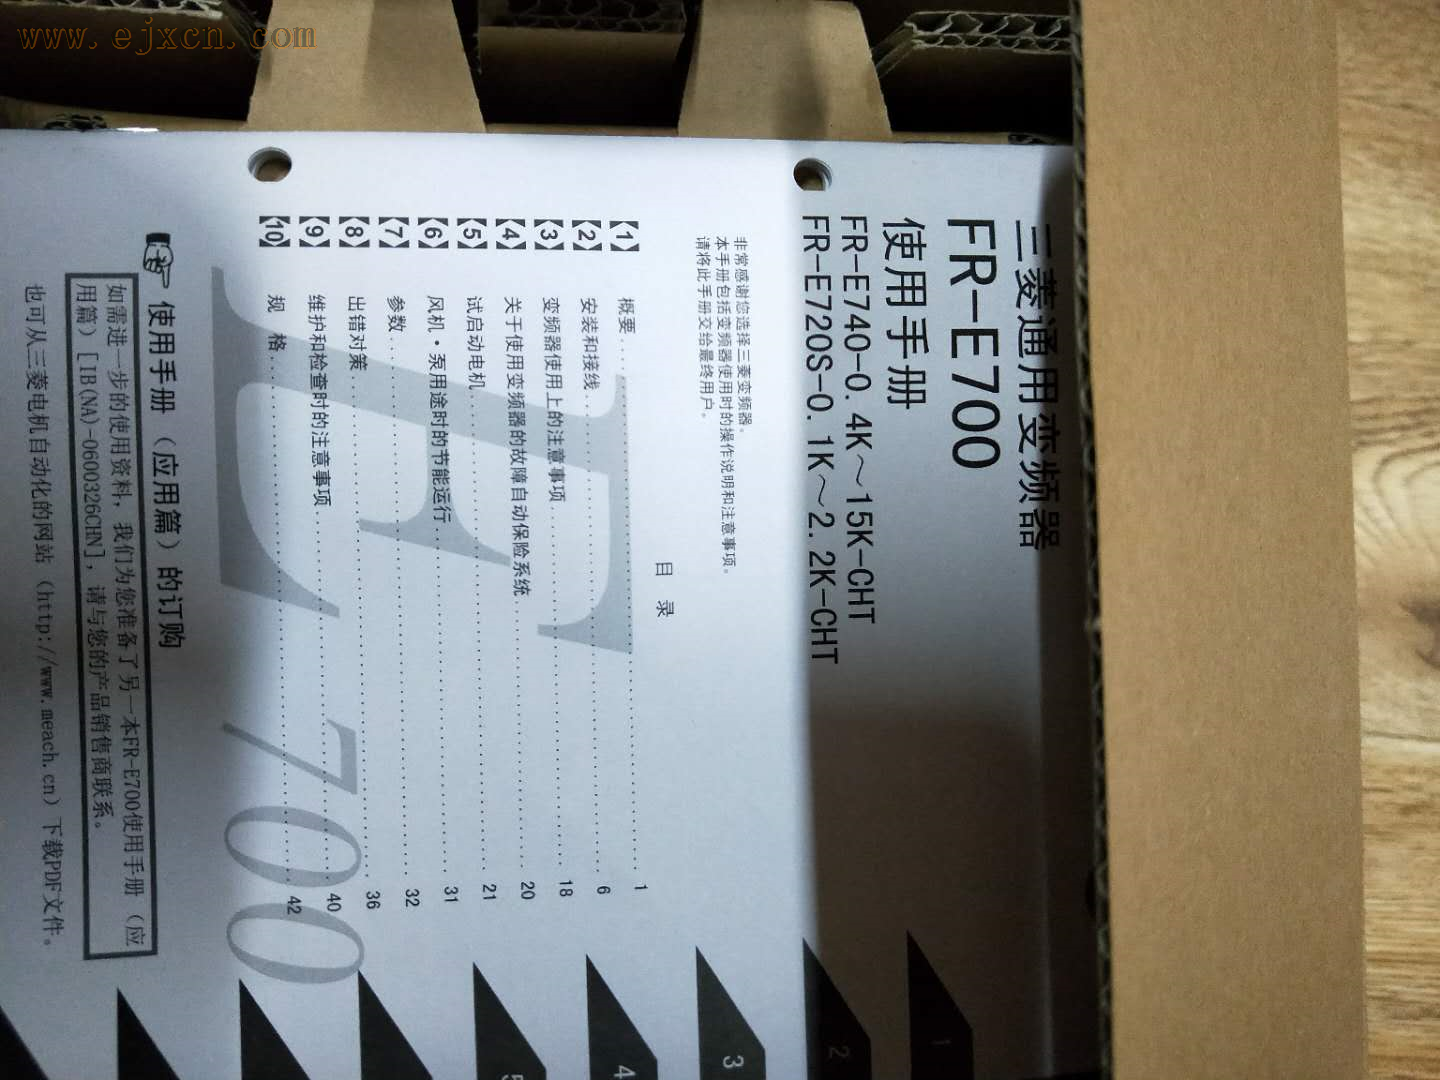 www.ejxcn.com
三菱通用变频器
FR-E700
使用手册
FR-E740-0.4K～15K-CHT
FR-E720S-0.1K～2.2K-CHT
非常感谢您选择三菱变频器。
本手册包括变频器使用时的操作说明和注意事项。
请将此手册交给最终用户。
目 录
【1】 概要 1
【2】 安装和接线 6
【3】 变频器使用上的注意事项 18
【4】 关于使用变频器的故障自动保险系统 20
【5】 试启动电机 21
【6】 风机·泵用途时的节能运行 31
【7】 参数 32
【8】 出错对策 36
【9】 维护和检查时的注意事项 40
【10】 规 格 42
E700
使用手册（应用篇）的订购
如需进一步的使用资料，我们为您准备了另一本FR-E700使用手册（应
用篇）[IB(NA)-0600326CHN]，请与您的产品销售商联系。
也可从三菱电机自动化的网站（http://www.meach.cn）下载PDF文件。
1
2
3
4